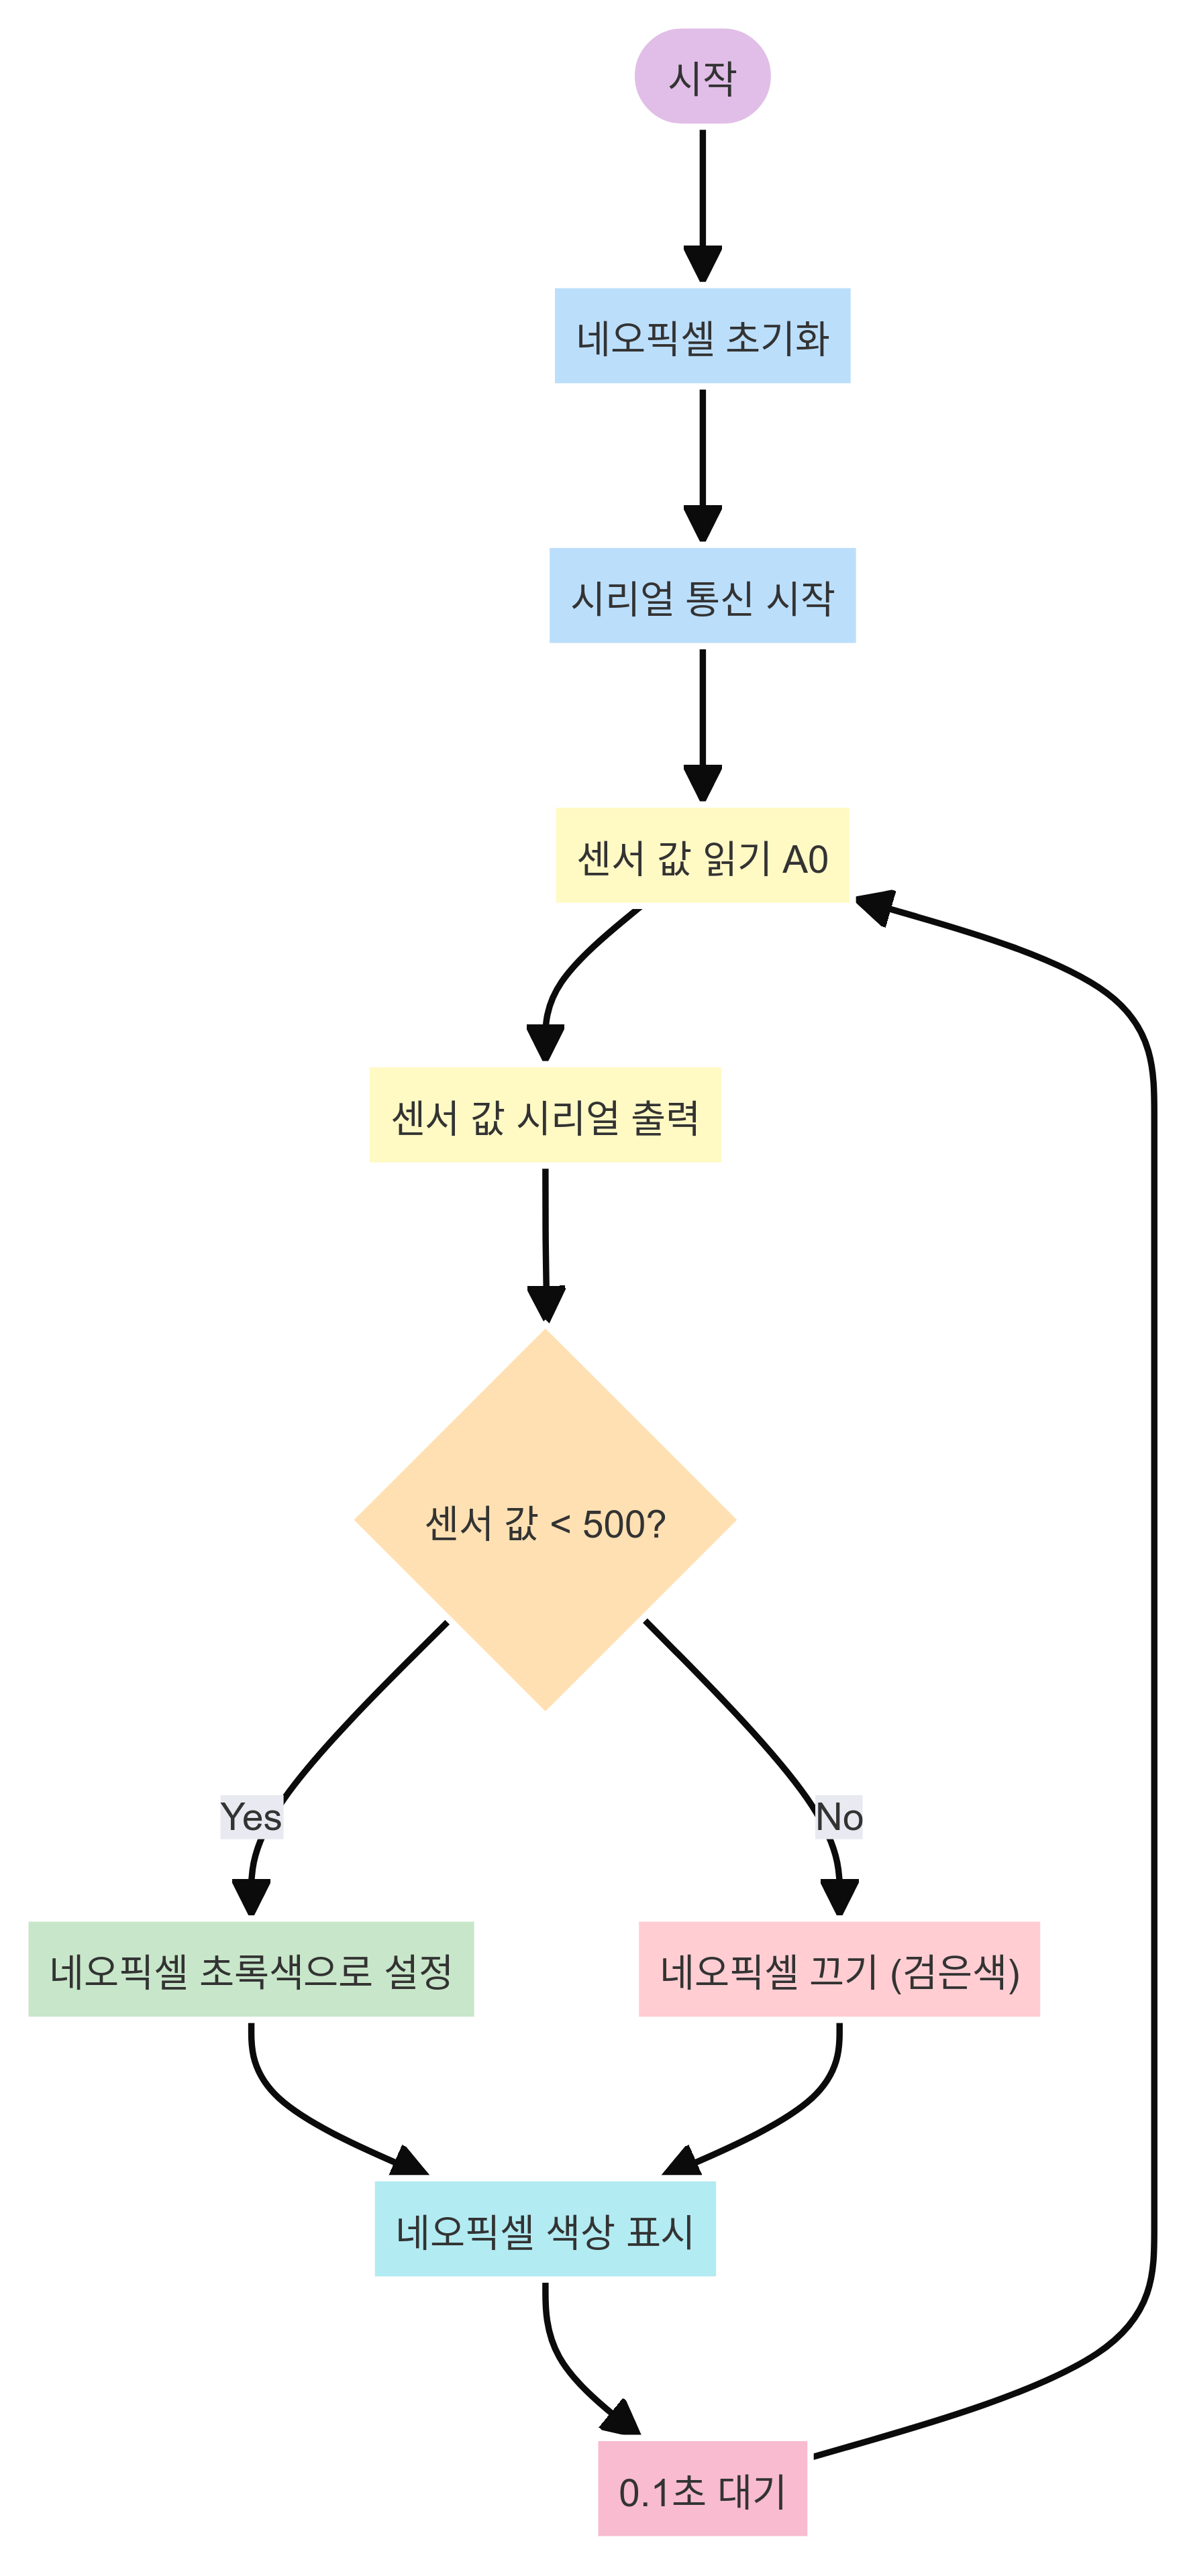 시작
네오픽셀 초기화
시리얼 통신 시작
센서 값 읽기 A0
센서 값 시리얼 출력
센서 값 < 500?
Yes
No
네오픽셀 초록색으로 설정
네오픽셀 끄기 (검은색)
네오픽셀 색상 표시
0.1초 대기